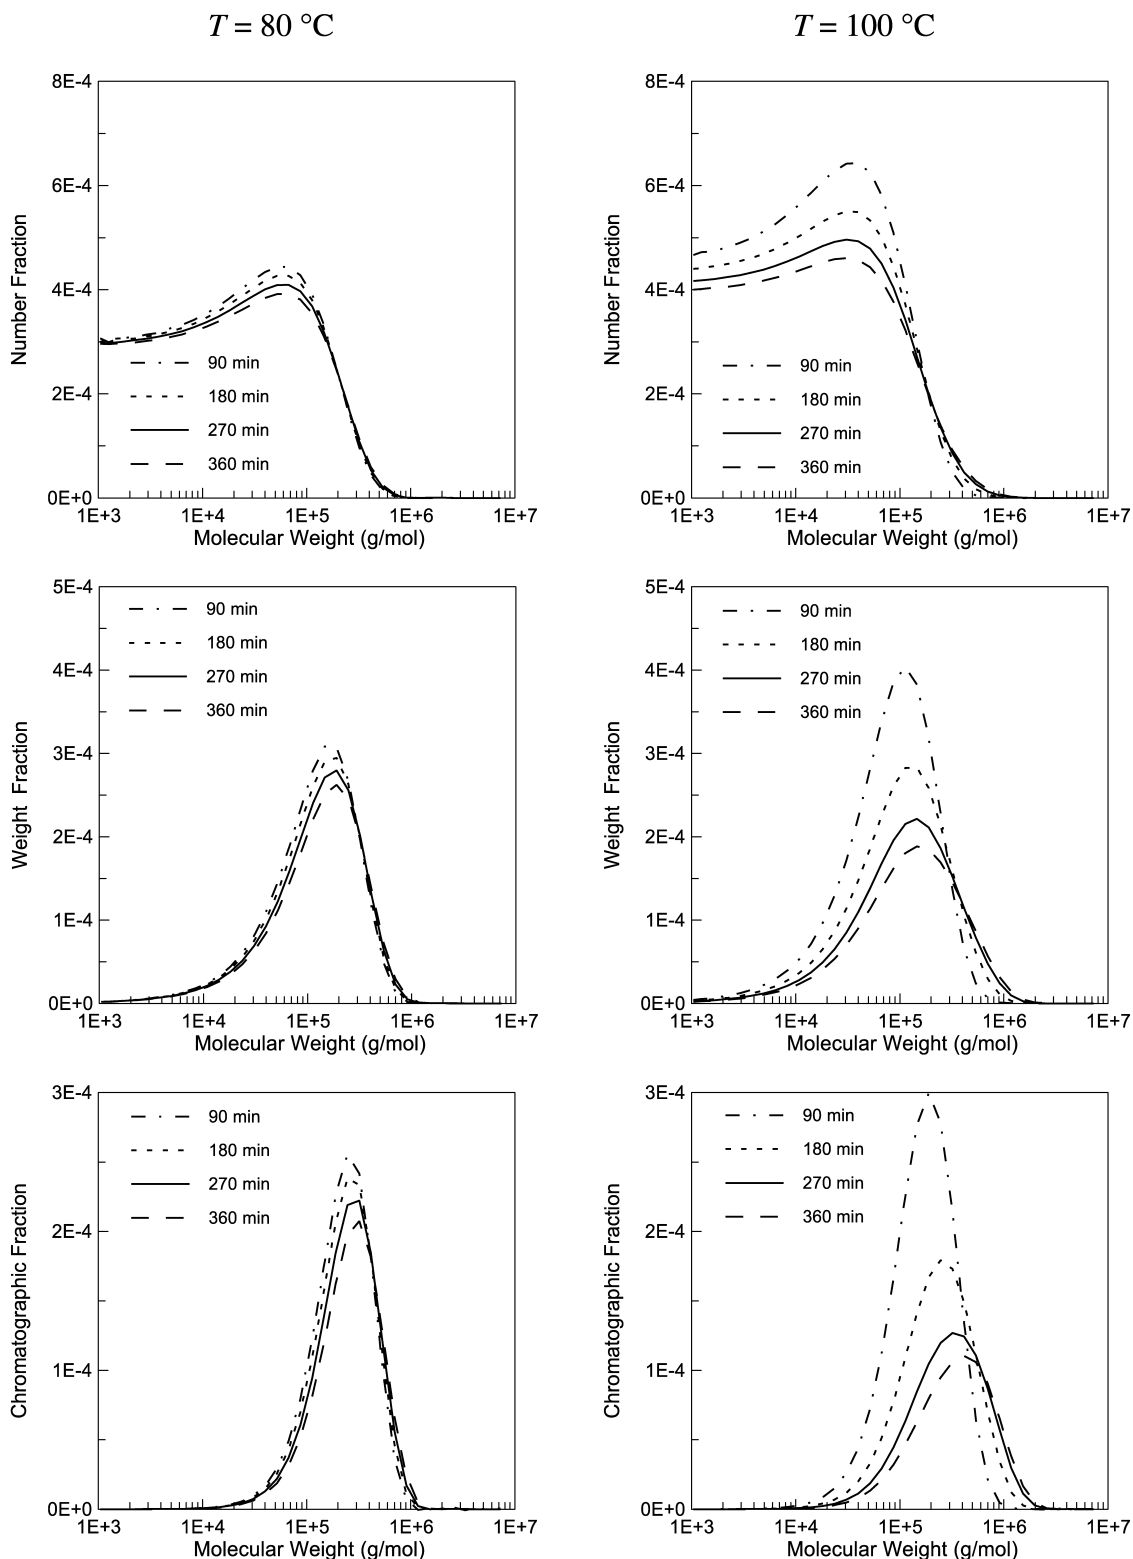 T = 80 °C
T = 100 °C
8E-4
6E-4
4E-4
2E-4
0E+0
Number Fraction
90 min
180 min
270 min
360 min
1E+3 1E+4 1E+5 1E+6 1E+7
Molecular Weight (g/mol)
8E-4
6E-4
4E-4
2E-4
0E+0
Number Fraction
90 min
180 min
270 min
360 min
1E+3 1E+4 1E+5 1E+6 1E+7
Molecular Weight (g/mol)
5E-4
4E-4
3E-4
2E-4
1E-4
0E+0
Weight Fraction
90 min
180 min
270 min
360 min
1E+3 1E+4 1E+5 1E+6 1E+7
Molecular Weight (g/mol)
5E-4
4E-4
3E-4
2E-4
1E-4
0E+0
Weight Fraction
90 min
180 min
270 min
360 min
1E+3 1E+4 1E+5 1E+6 1E+7
Molecular Weight (g/mol)
3E-4
2E-4
1E-4
0E+0
Chromatographic Fraction
90 min
180 min
270 min
360 min
1E+3 1E+4 1E+5 1E+6 1E+7
Molecular Weight (g/mol)
3E-4
2E-4
1E-4
0E+0
Chromatographic Fraction
90 min
180 min
270 min
360 min
1E+3 1E+4 1E+5 1E+6 1E+7
Molecular Weight (g/mol)